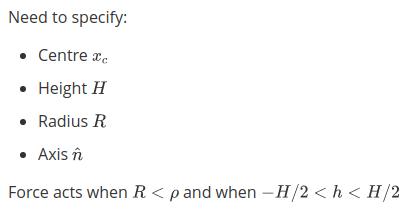 Need to specify:
• Centre x_c
• Height H
• Radius R
• Axis n̂
Force acts when R < ρ and when −H/2 < h < H/2